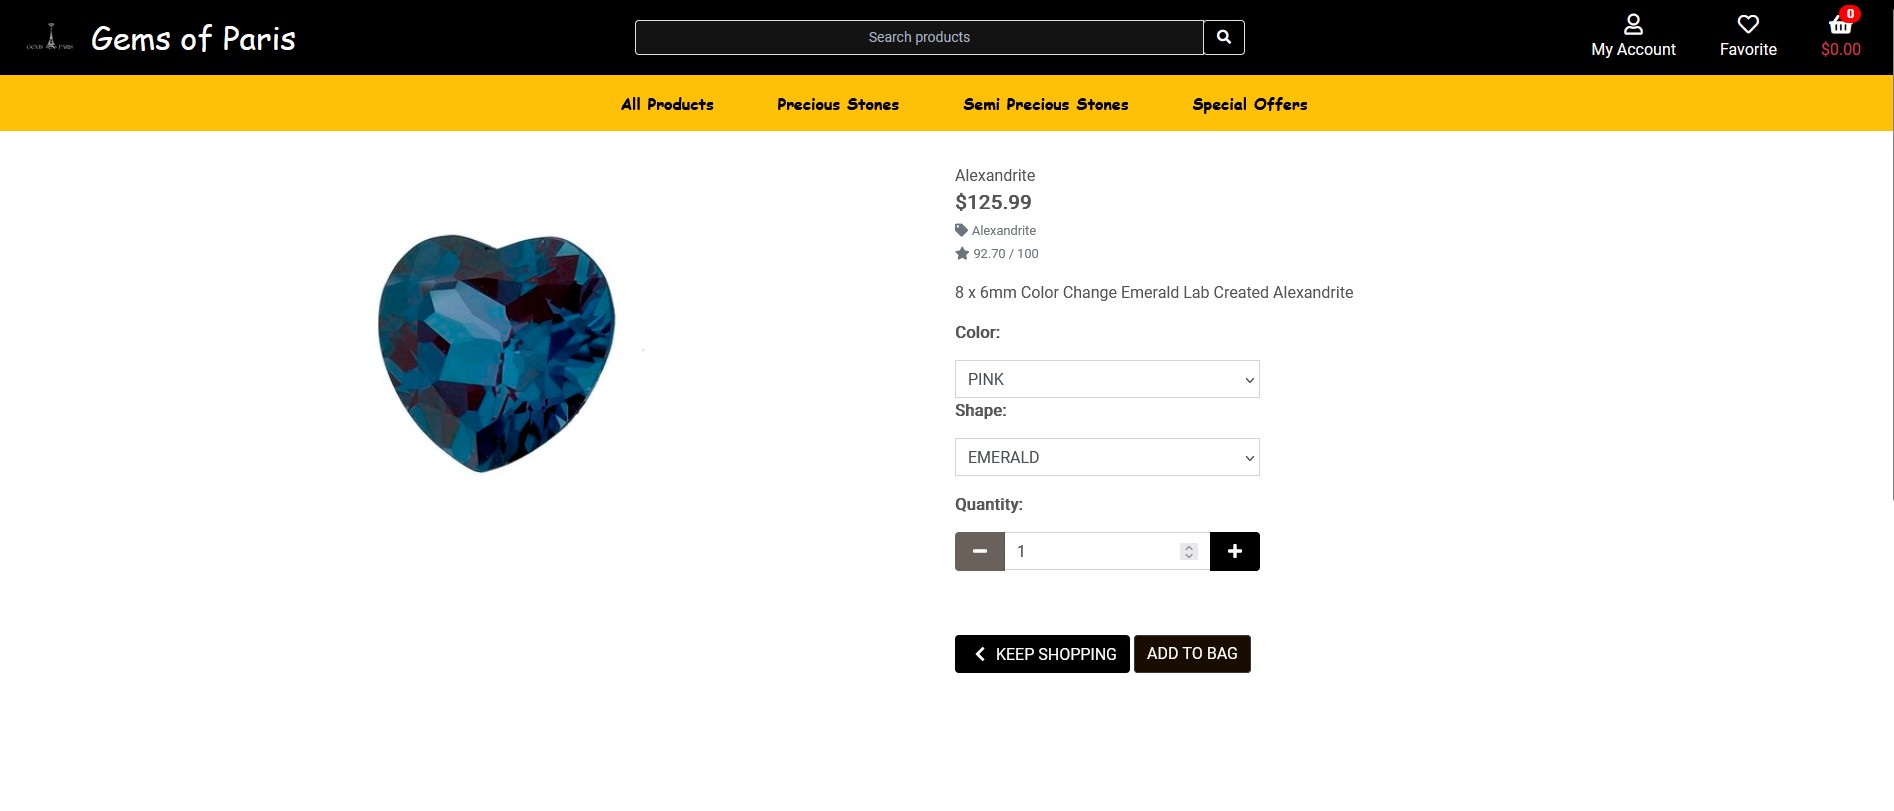 GEMS OF PARIS
Gems of Paris
Search products
My Account
Favorite
0
$0.00
All Products
Precious Stones
Semi Precious Stones
Special Offers
Alexandrite
$125.99
Alexandrite
92.70 / 100
8 x 6mm Color Change Emerald Lab Created Alexandrite
Color:
PINK
Shape:
EMERALD
Quantity:
1
KEEP SHOPPING
ADD TO BAG